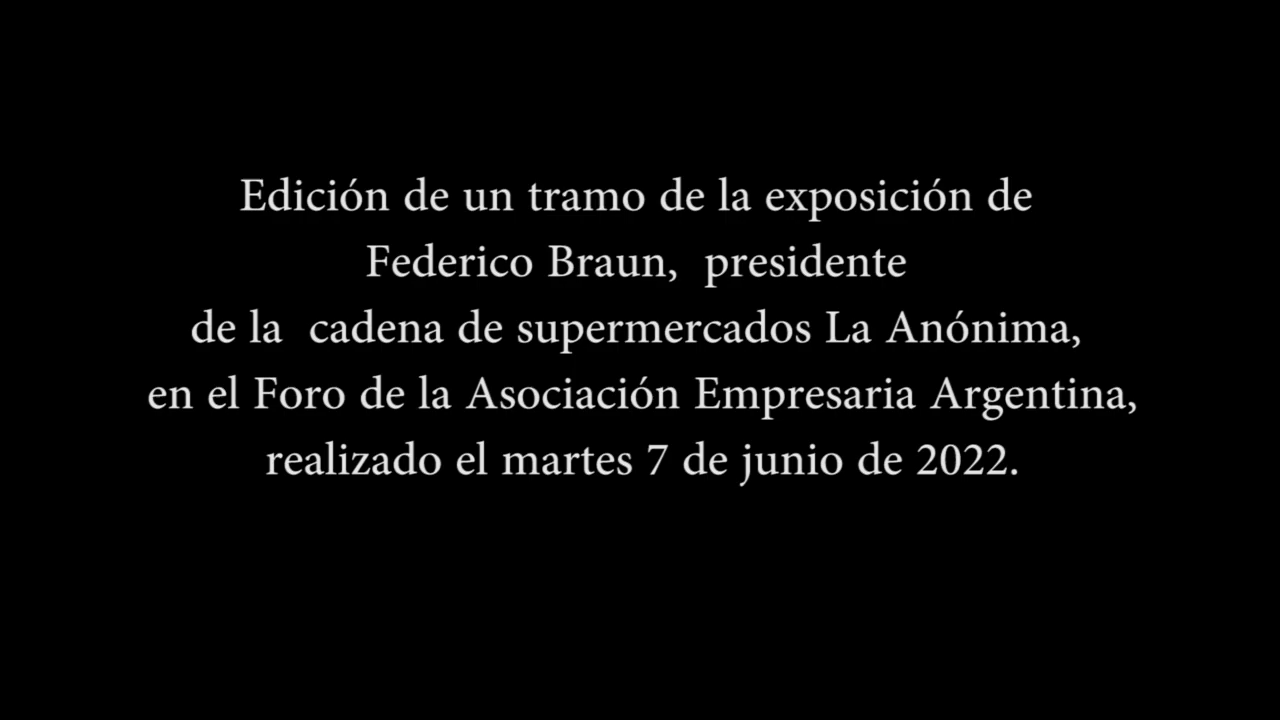 Edición de un tramo de la exposición de
Federico Braun,  presidente
de la  cadena de supermercados La Anónima,
en el Foro de la Asociación Empresaria Argentina,
realizado el martes 7 de junio de 2022.